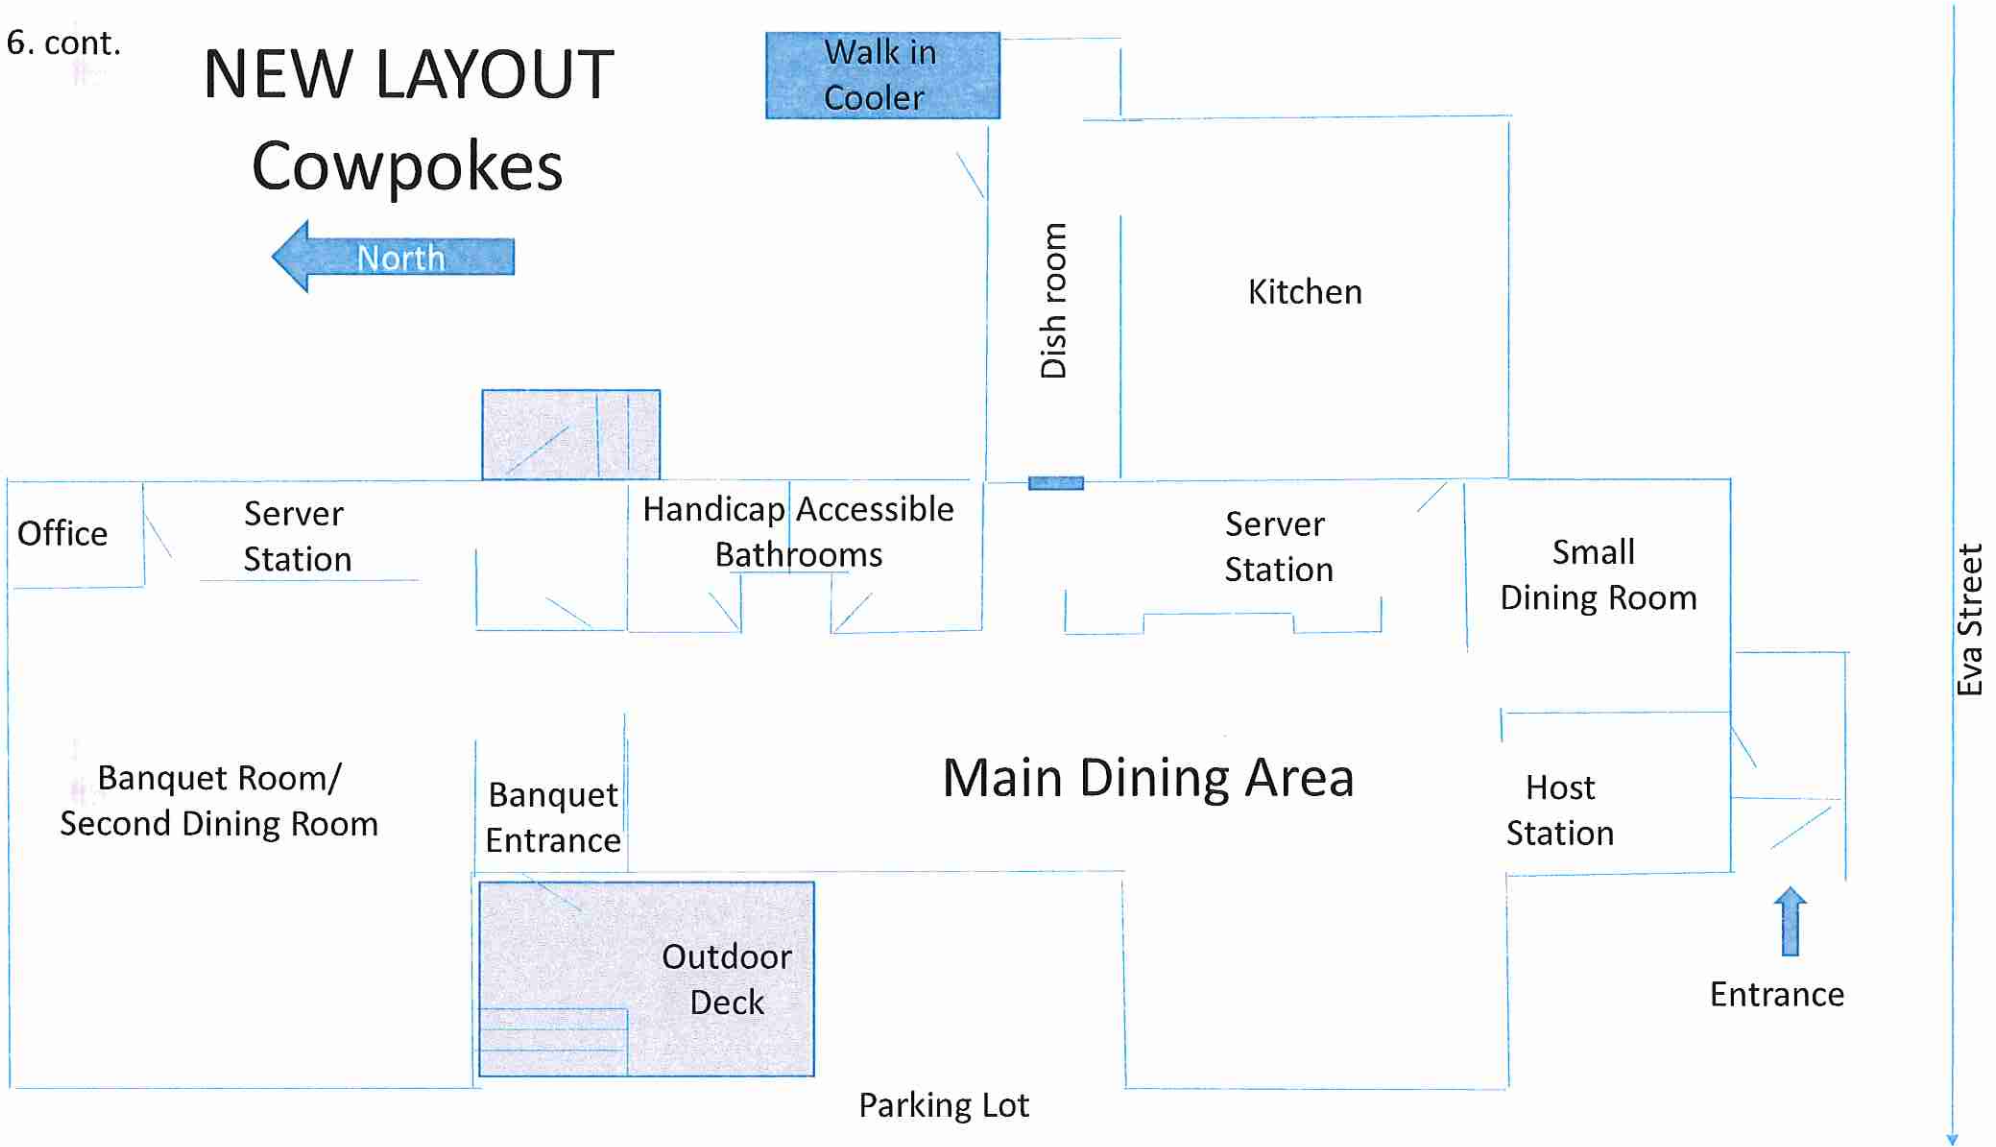 6. cont.
NEW LAYOUT
Cowpokes
North
Walk in
Cooler
Dish room
Kitchen
Office
Server
Station
Handicap Accessible
Bathrooms
Server
Station
Small
Dining Room
Eva Street
Banquet Room/
Second Dining Room
Banquet
Entrance
Main Dining Area
Host
Station
Outdoor
Deck
Entrance
Parking Lot